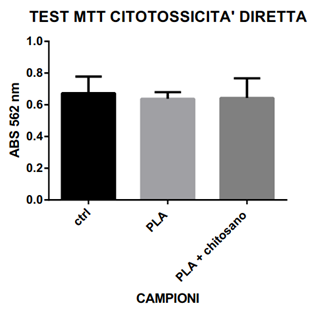 TEST MTT CITOTOSSICITA' DIRETTA
ABS 562 nm
1.0
0.8
0.6
0.4
0.2
0.0
ctrl
PLA
PLA + chitosano
CAMPIONI